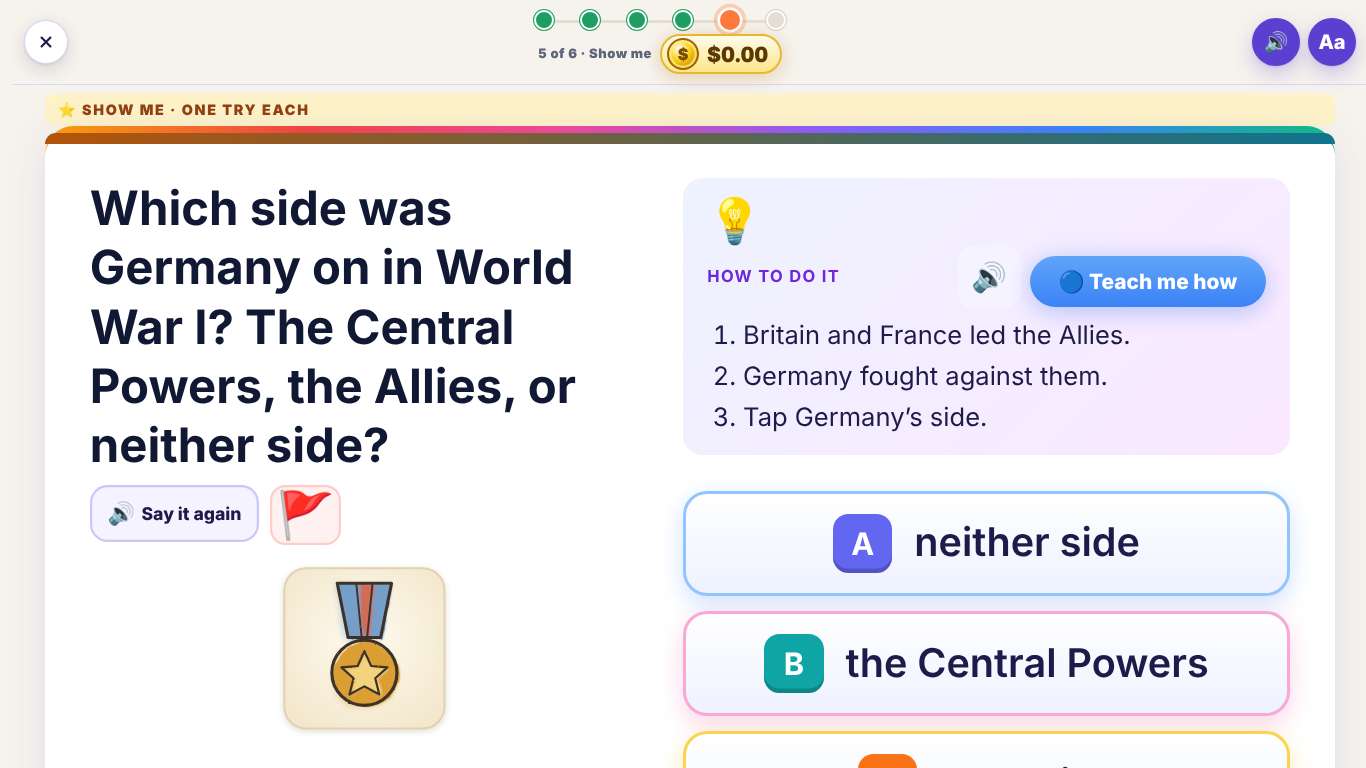 ✕
5 of 6 · Show me
$ $0.00
🔊
Aa
⭐ SHOW ME · ONE TRY EACH
Which side was
Germany on in World
War I? The Central
Powers, the Allies, or
neither side?
🔊 Say it again
HOW TO DO IT
🔊
🔵 Teach me how
1. Britain and France led the Allies.
2. Germany fought against them.
3. Tap Germany’s side.
A neither side
B the Central Powers